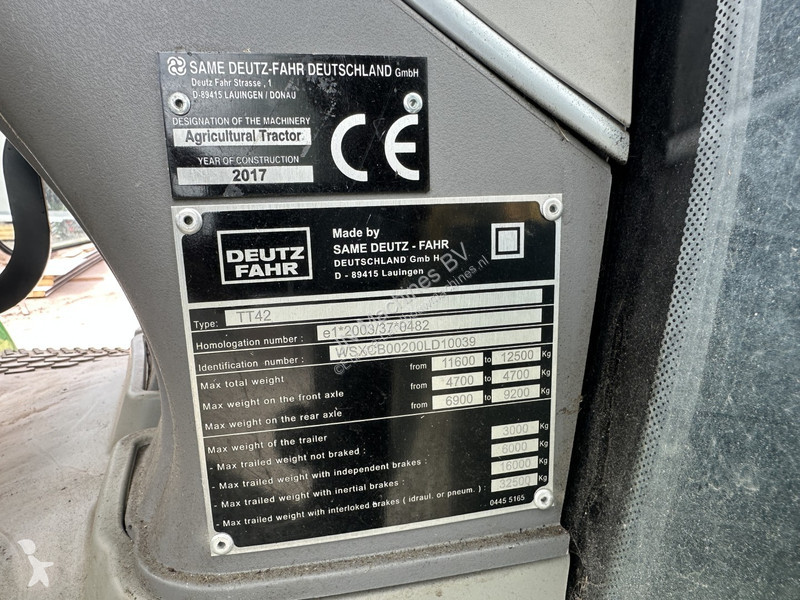 SAME DEUTZ-FAHR DEUTSCHLAND GmbH
Deutz Fahr Strasse , 1
D-89415 LAUINGEN / DONAU
DESIGNATION OF THE MACHINERY
Agricultural Tractor
YEAR OF CONSTRUCTION
2017
CE
DEUTZ
FAHR
Made by
SAME DEUTZ - FAHR
DEUTSCHLAND Gmb H
D - 89415 Lauingen
Type: TT42
Homologation number : e1*2003/37*0482
Identification number : WSXCB00200LD10039
Max total weight from 11600 to 12500 Kg
Max weight on the front axle from 4700 to 4700 Kg
Max weight on the rear axle from 6900 to 9200 Kg
Max weight of the trailer
- Max trailed weight not braked : 3000 Kg
- Max trailed weight with independent brakes : 8000 Kg
- Max trailed weight with inertial brakes : 16000 Kg
- Max trailed weight with interloked brakes ( idraul. or pneum. ) : 32500 Kg
0445 5165